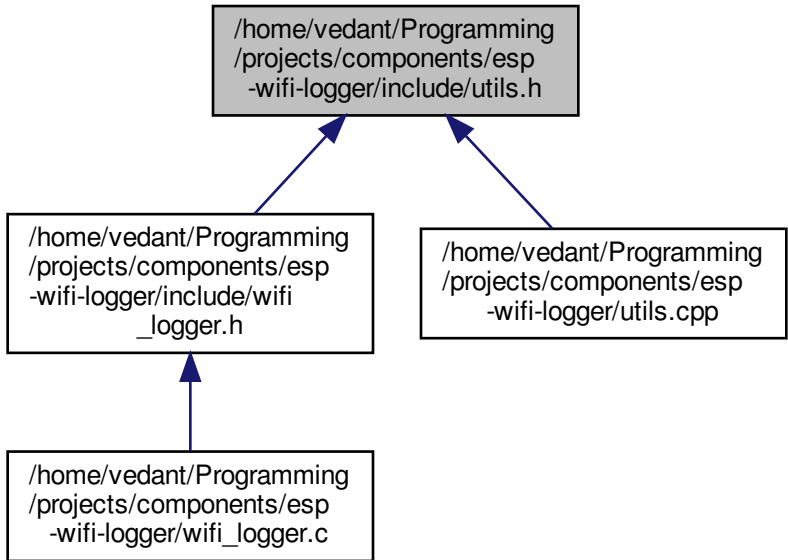 /home/vedant/Programming
/projects/components/esp
-wifi-logger/include/utils.h
/home/vedant/Programming
/projects/components/esp
-wifi-logger/include/wifi
_logger.h
/home/vedant/Programming
/projects/components/esp
-wifi-logger/utils.cpp
/home/vedant/Programming
/projects/components/esp
-wifi-logger/wifi_logger.c